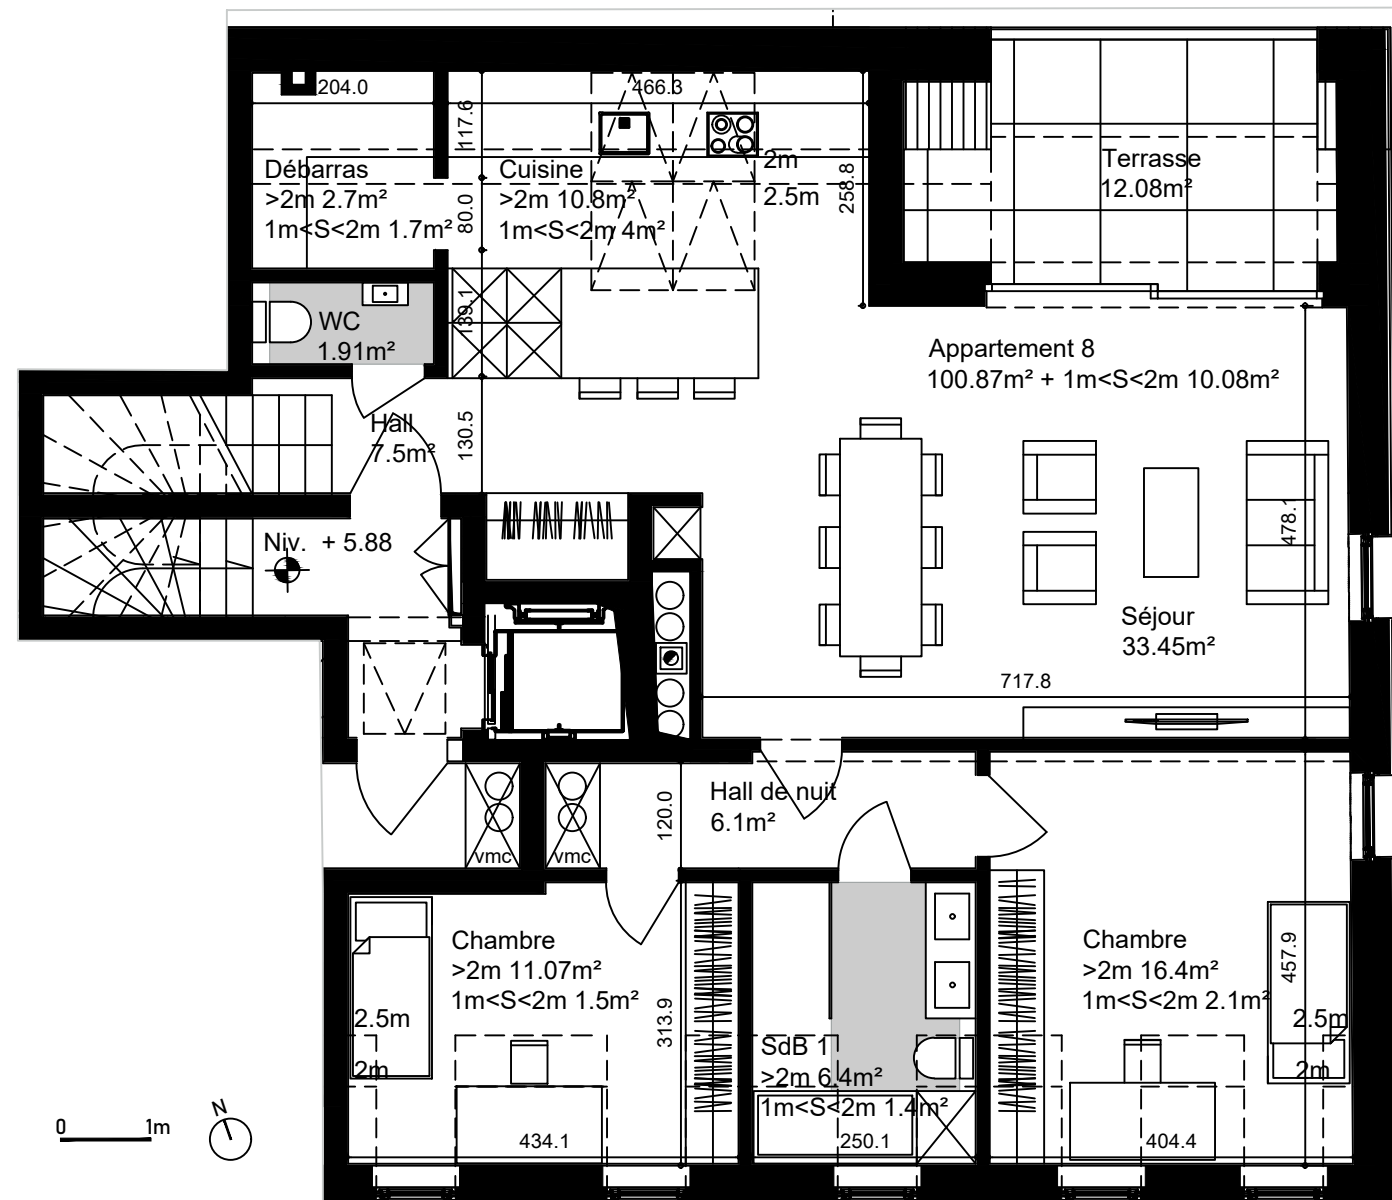 204.0
466.3
117.6
Débarras
>2m 2.7m²
1m<S<2m 1.7m²
80.0
Cuisine
>2m 10.8m²
1m<S<2m 4m²
2m
2.5m
258.8
Terrasse
12.08m²
WC
1.91m²
139.1
Appartement 8
100.87m² + 1m<S<2m 10.08m²
Hall
7.5m²
130.5
Niv. + 5.88
478.1
Séjour
33.45m²
717.8
Hall de nuit
6.1m²
120.0
vmc
vmc
Chambre
>2m 11.07m²
1m<S<2m 1.5m²
2.5m
2m
313.9
434.1
SdB 1
>2m 6.4m²
1m<S<2m 1.4m²
250.1
Chambre
>2m 16.4m²
1m<S<2m 2.1m²
457.9
2.5m
2m
404.4
0 1m
N